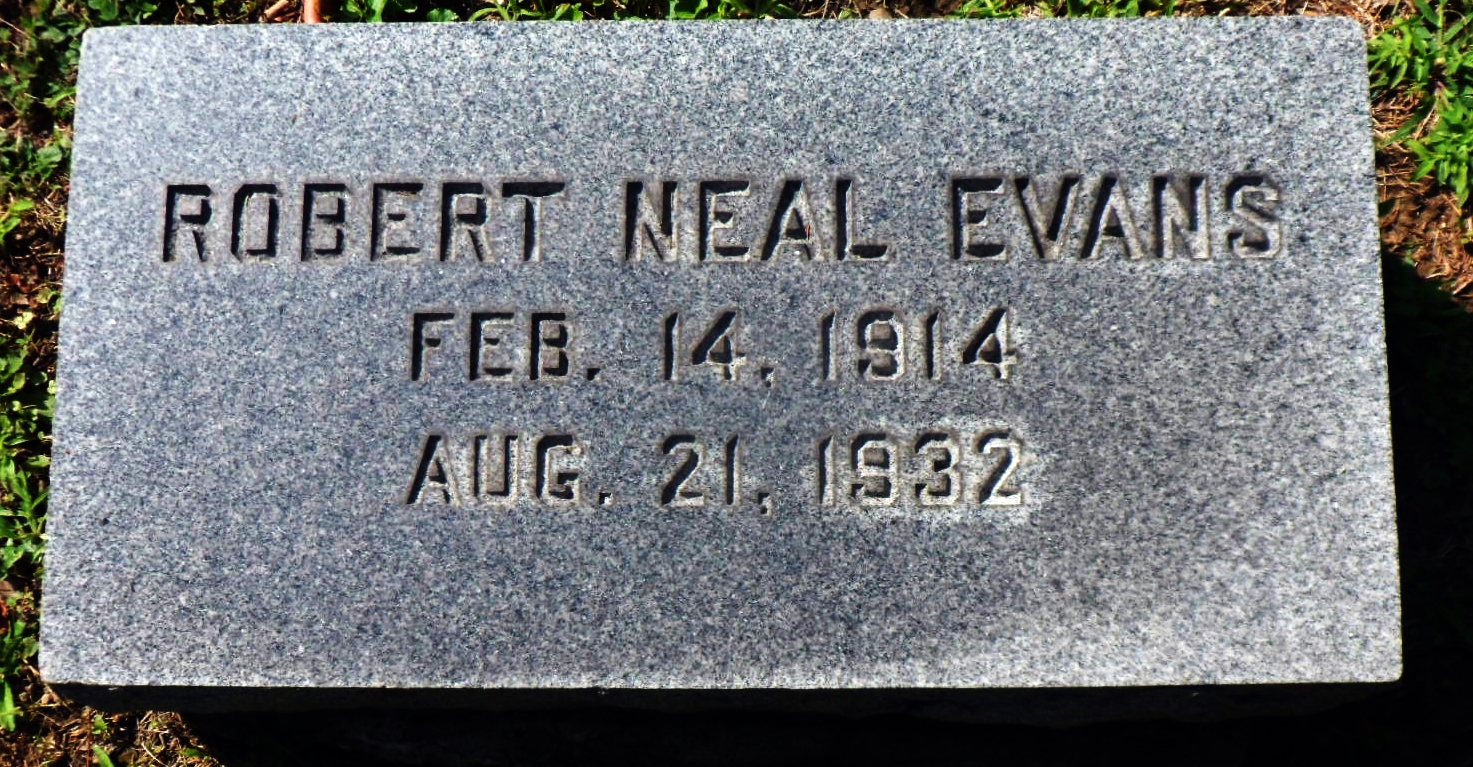 ROBERT NEAL EVANS
FEB. 14, 1914
AUG. 21, 1932